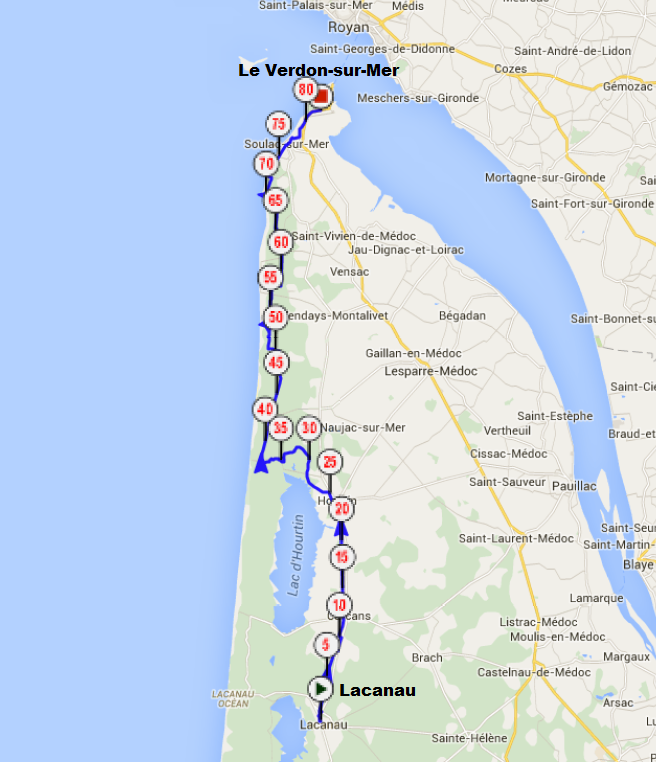 Saint-Palais-sur-Mer
Médis
Royan
Saint-Georges-de-Didonne
Saint-André-de-Lidon
Cozes
Le Verdon-sur-Mer
Gémozac
80
Meschers-sur-Gironde
75
Soulac-sur-Mer
70
Mortagne-sur-Gironde
65
Saint-Fort-sur-Gironde
60
Saint-Vivien-de-Médoc
Jau-Dignac-et-Loirac
55
Vensac
50
endays-Montalivet
Bégadan
Saint-Bonnet-su
45
Gaillan-en-Médoc
Lesparre-Médoc
Saint-Cie
40
Saint-Estèphe
35
30
Naujac-sur-Mer
Vertheuil
Braud-et
Cissac-Médoc
25
Saint-Sauveur
Pauillac
20
Saint-Seur
Saint-Laurent-Médoc
Saint-Martin-
Lac d'Hourtin
15
Blaye
Lamarque
10
cans
Listrac-Médoc
Moulis-en-Médoc
5
Brach
Margaux
Castelnau-de-Médoc
Lacanau
LACANAU
OCÉAN
Arsac
Lacanau
Sainte-Hélène